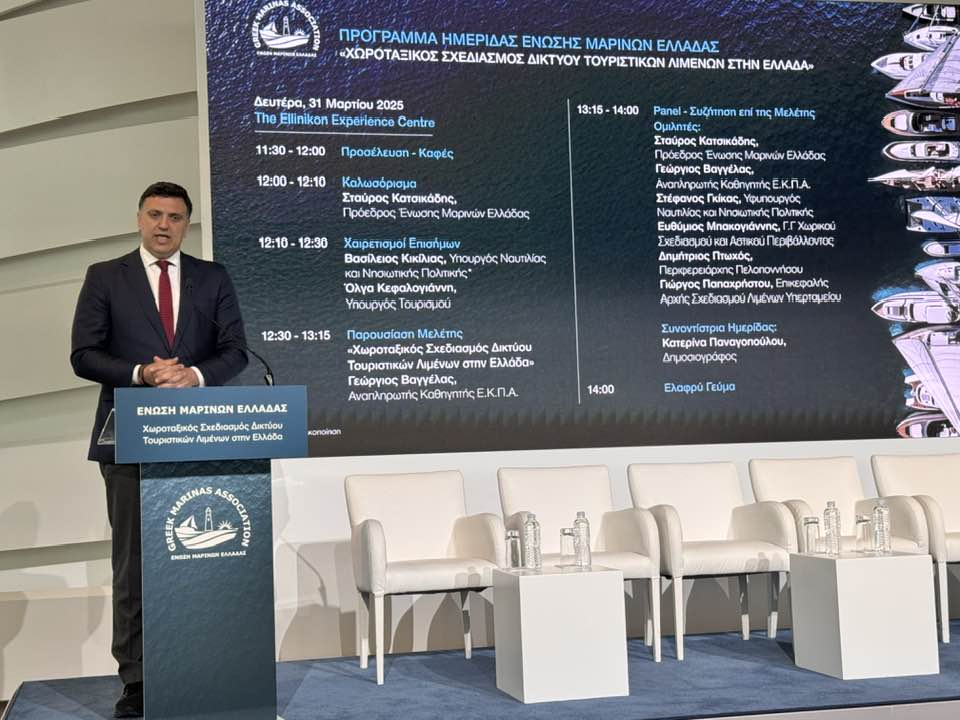 GREEK MARINAS ASSOCIATION
ΕΝΩΣΗ ΜΑΡΙΝΩΝ ΕΛΛΑΔΑΣ
ΠΡΟΓΡΑΜΜΑ ΗΜΕΡΙΔΑΣ ΕΝΩΣΗΣ ΜΑΡΙΝΩΝ ΕΛΛΑΔΑΣ
«ΧΩΡΟΤΑΞΙΚΟΣ ΣΧΕΔΙΑΣΜΟΣ ΔΙΚΤΥΟΥ ΤΟΥΡΙΣΤΙΚΩΝ ΛΙΜΕΝΩΝ ΣΤΗΝ ΕΛΛΑΔΑ»
Δευτέρα, 31 Μαρτίου 2025
The Ellinikon Experience Centre
11:30 - 12:00 Προσέλευση - Καφές
12:00 - 12:10 Καλωσόρισμα
Σταύρος Κατσικάδης,
Πρόεδρος Ένωσης Μαρινών Ελλάδας
12:10 - 12:30 Χαιρετισμοί Επισήμων
Βασίλειος Κικίλιας, Υπουργός Ναυτιλίας
και Νησιωτικής Πολιτικής*
Όλγα Κεφαλογιάννη,
Υπουργός Τουρισμού
12:30 - 13:15 Παρουσίαση Μελέτης
«Χωροταξικός Σχεδιασμός Δικτύου
Τουριστικών Λιμένων στην Ελλάδα»
Γεώργιος Βαγγέλας,
Αναπληρωτής Καθηγητής Ε.Κ.Π.Α.
13:15 - 14:00 Panel - Συζήτηση επί της Μελέτης
Ομιλητές:
Σταύρος Κατσικάδης,
Πρόεδρος Ένωσης Μαρινών Ελλάδας
Γεώργιος Βαγγέλας,
Αναπληρωτής Καθηγητής Ε.Κ.Π.Α.
Στέφανος Γκίκας, Υφυπουργός
Ναυτιλίας και Νησιωτικής Πολιτικής
Ευθύμιος Μπακογιάννης, Γ.Γ Χωρικού
Σχεδιασμού και Αστικού Περιβάλλοντος
Δημήτριος Πτωχός,
Περιφερειάρχης Πελοποννήσου
Γιώργος Παπαχρήστου, Επικεφαλής
Αρχής Σχεδιασμού Λιμένων Υπερταμείου
Συνοντίστρια Ημερίδας:
Κατερίνα Παναγοπούλου,
Δημοσιογράφος
14:00 Ελαφρύ Γεύμα
ΕΝΩΣΗ ΜΑΡΙΝΩΝ ΕΛΛΑΔΑΣ
Χωροταξικός Σχεδιασμός Δικτύου
Τουριστικών Λιμένων στην Ελλάδα
GREEK MARINAS ASSOCIATION
ΕΝΩΣΗ ΜΑΡΙΝΩΝ ΕΛΛΑΔΑΣ